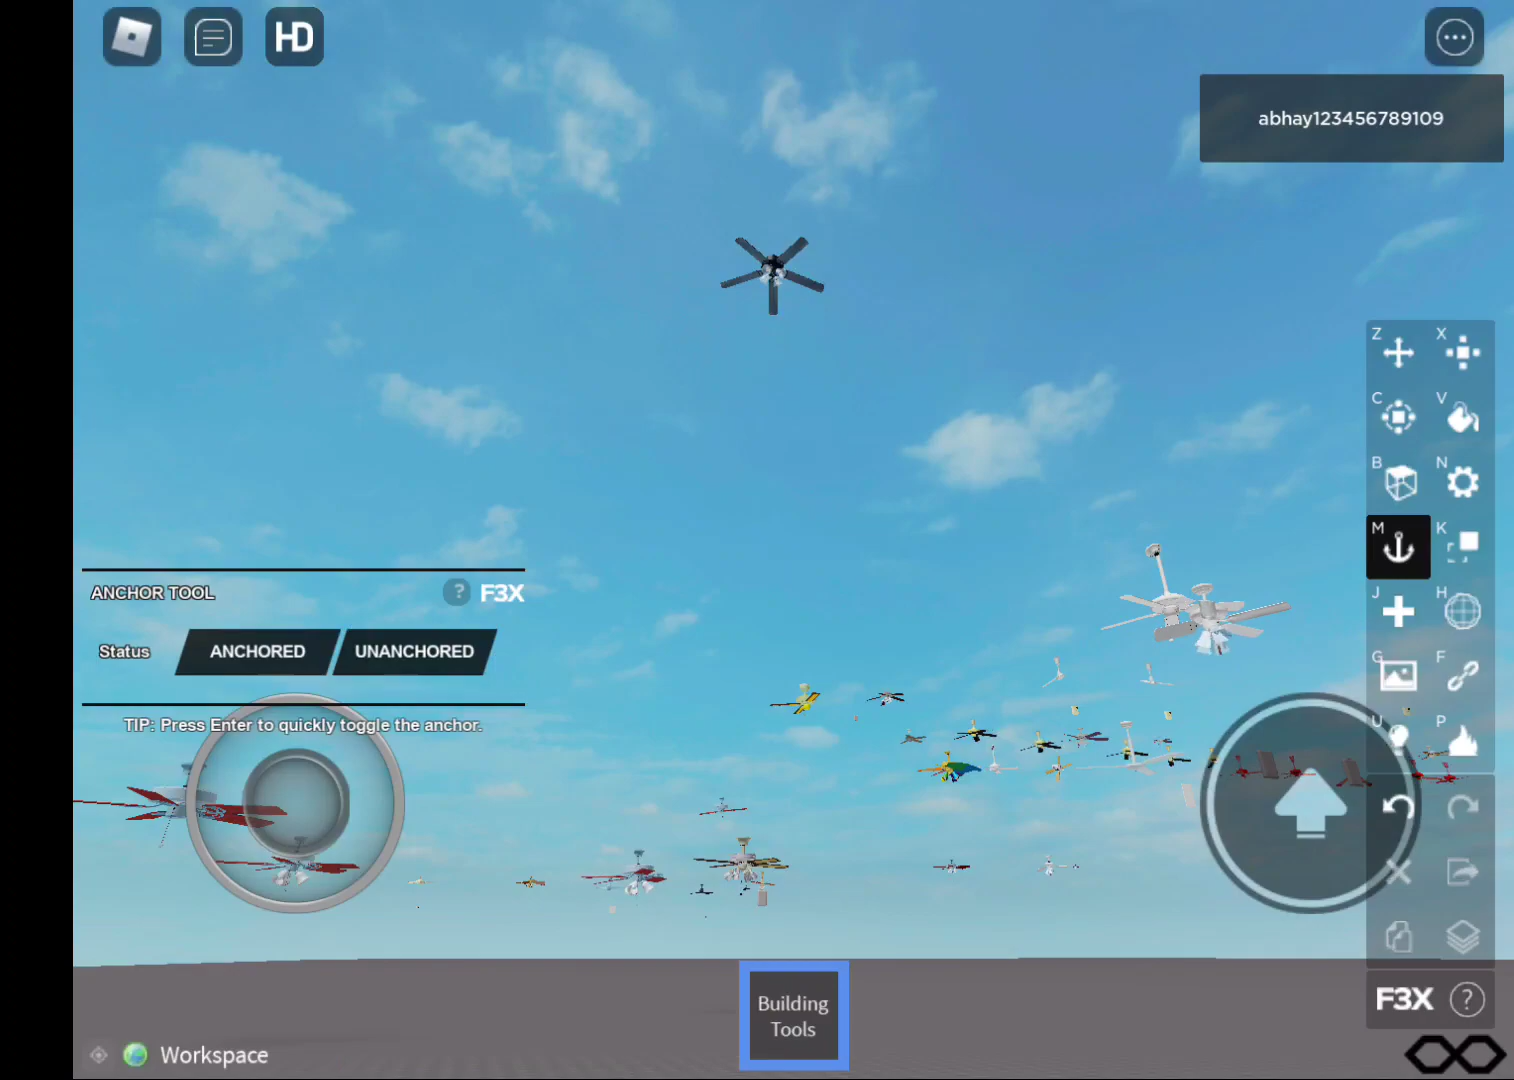 HD
abhay123456789109
Z
X
C
V
B
N
M
K
J
H
G
F
U
P
ANCHOR TOOL
? F3X
Status
ANCHORED
UNANCHORED
TIP: Press Enter to quickly toggle the anchor.
Building
Tools
F3X ?
Workspace